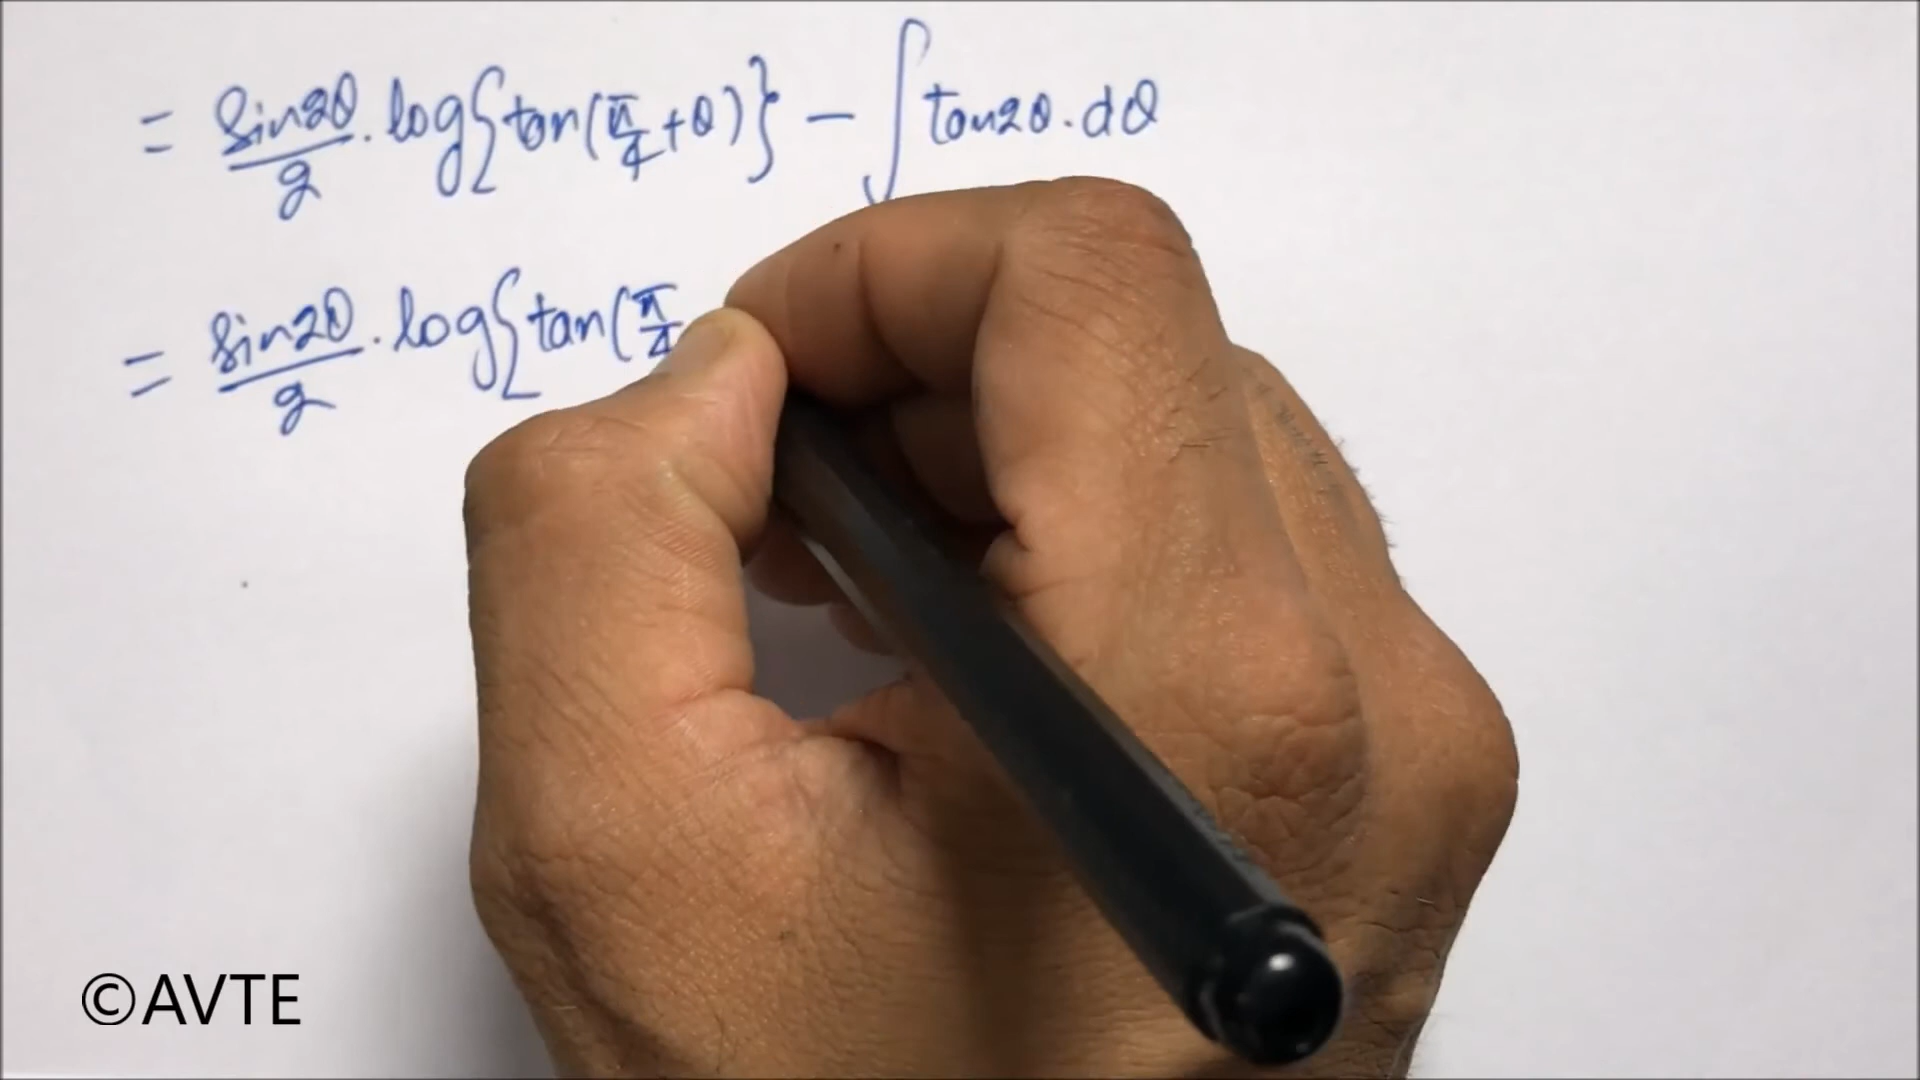 = sin2θ/2 . log{tan(π/4+θ)} - ∫tan2θ.dθ
= sin2θ/2 . log{tan(π/4
©AVTE